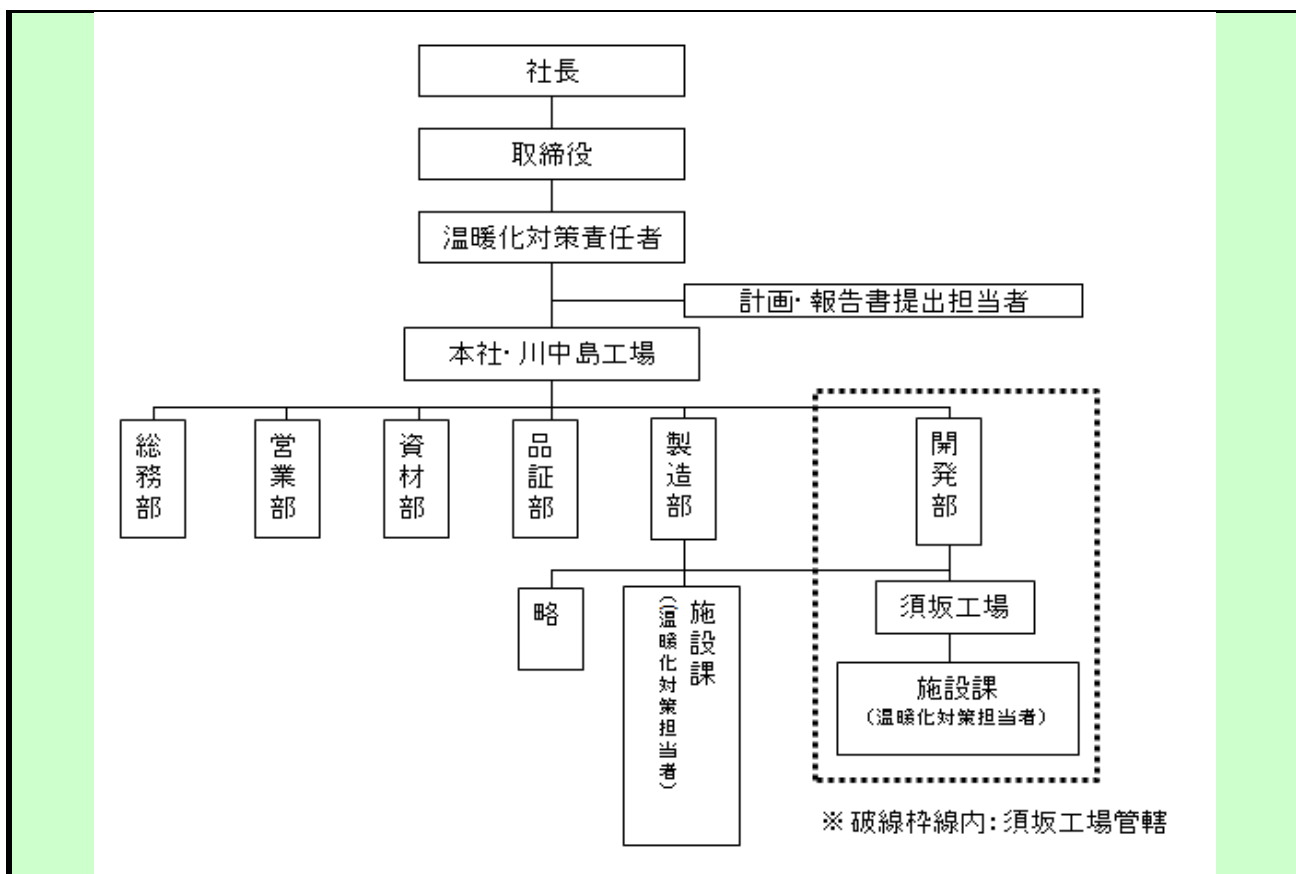 社長
取締役
温暖化対策責任者
計画・報告書提出担当者
本社・川中島工場
総務部
営業部
資材部
品証部
製造部
開発部
略
施設課
（温暖化対策担当者）
須坂工場
施設課
（温暖化対策担当者）
※破線枠線内：須坂工場管轄